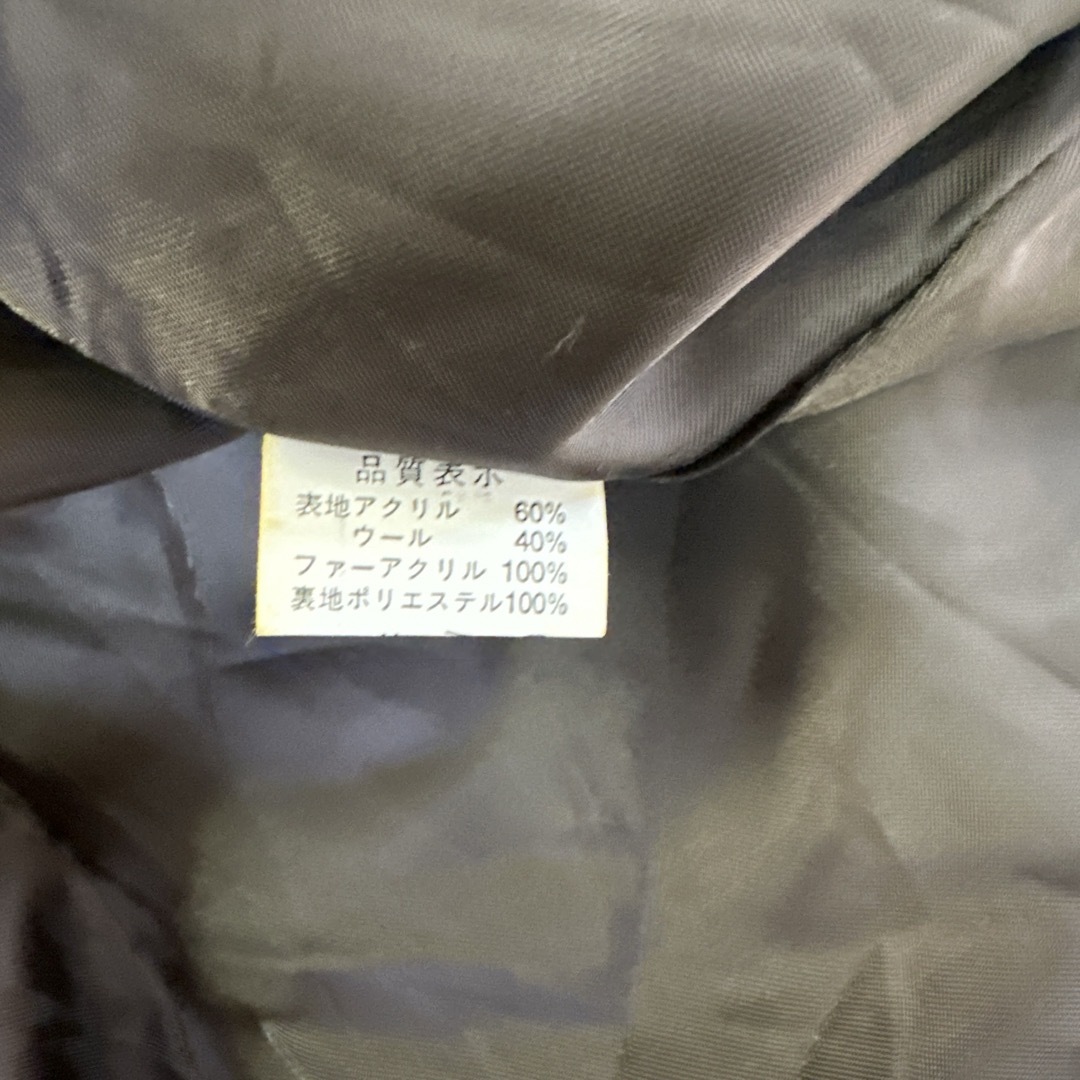 品質表示
表地アクリル 60%
ウール 40%
ファーアクリル 100%
裏地ポリエステル100%